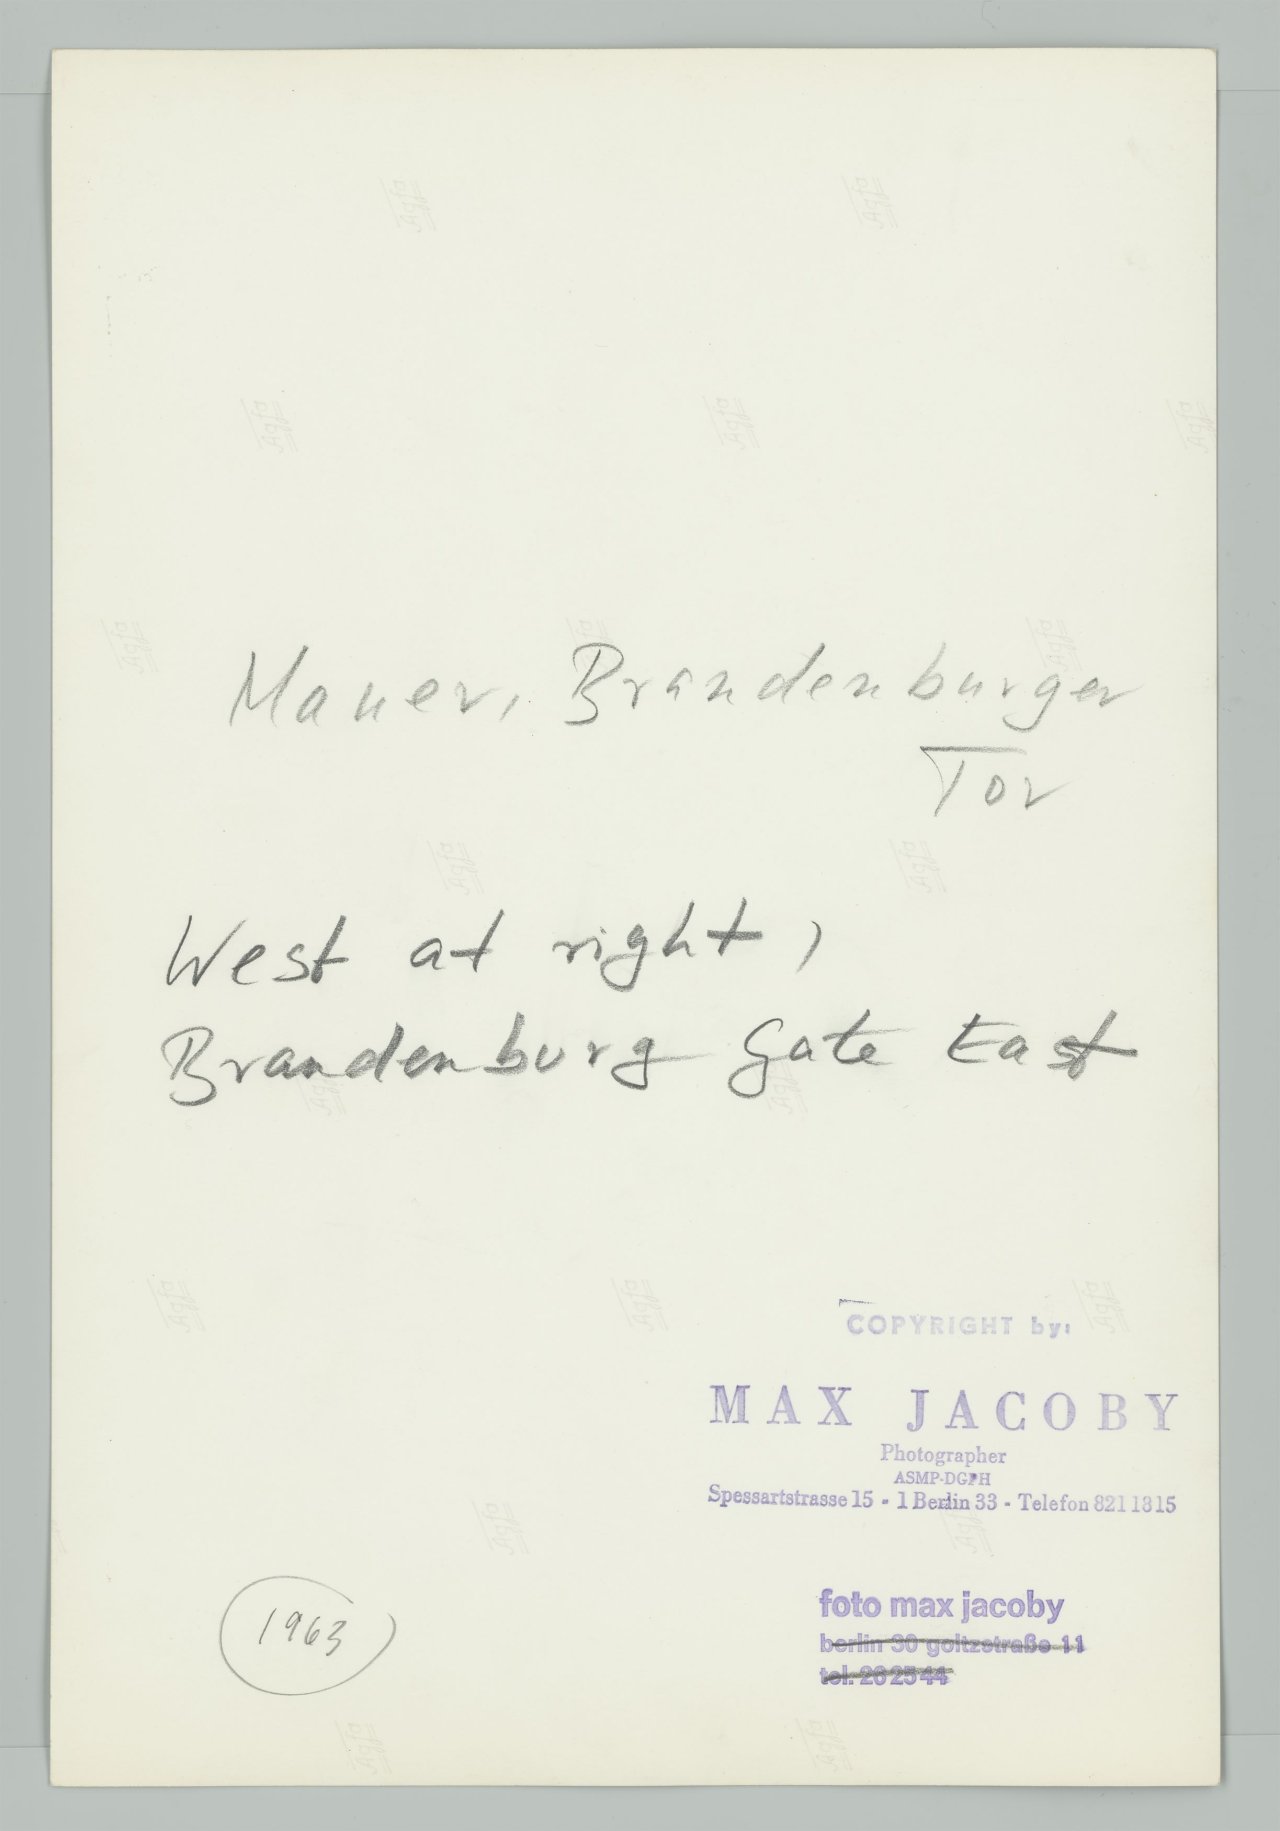 Mauer, Brandenburger
Tor
West at right,
Brandenburg Gate East
COPYRIGHT by:
MAX JACOBY
Photographer
ASMP-DGPH
Spessartstrasse 15 - 1 Berlin 33 - Telefon 821 1815
1963
foto max jacoby
berlin 30 goltzstraße 11
tel. 26 25 44
Agfa